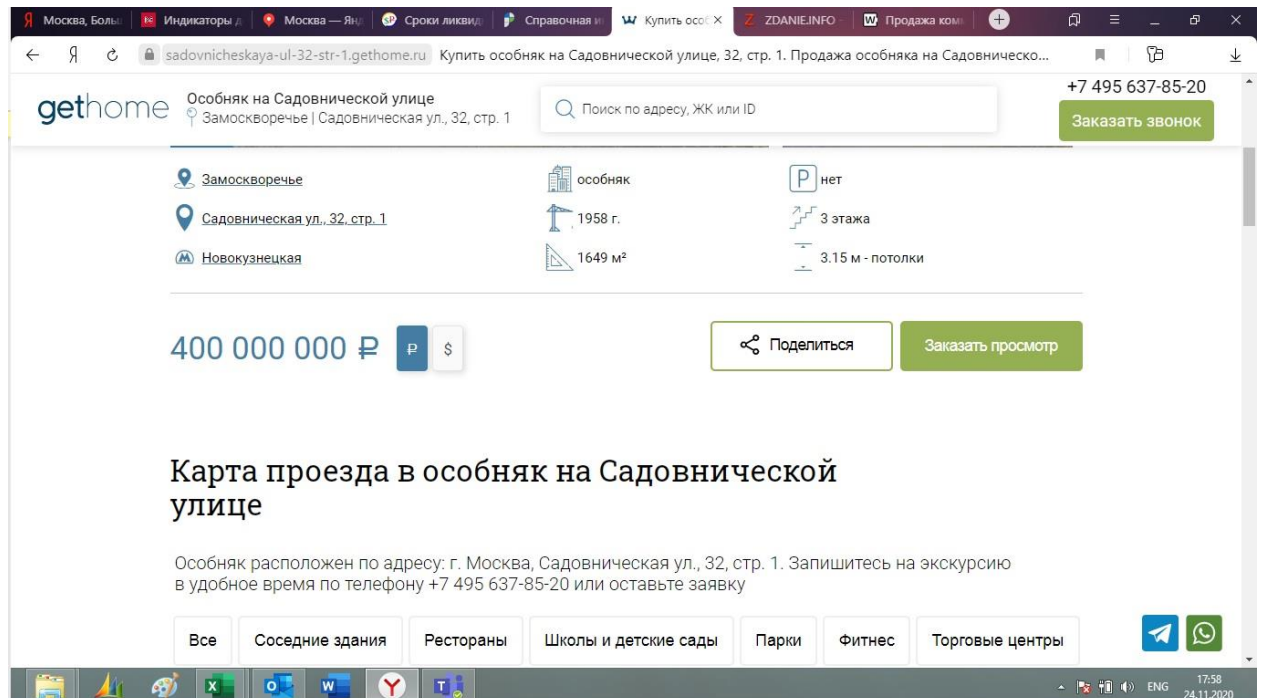 Москва, Больш
Индикаторы д
Москва — Янд
Сроки ликвид
Справочная и
Купить особ
ZDANIE.INFO -
Продажа ком
sadovnicheskaya-ul-32-str-1.gethome.ru Купить особняк на Садовнической улице, 32, стр. 1. Продажа особняка на Садовническо...
gethome
Особняк на Садовнической улице
Замоскворечье | Садовническая ул., 32, стр. 1
Поиск по адресу, ЖК или ID
+7 495 637-85-20
Заказать звонок
Замоскворечье
особняк
P нет
Садовническая ул., 32, стр. 1
1958 г.
3 этажа
Новокузнецкая
1649 м²
3.15 м - потолки
400 000 000 ₽
₽ $
Поделиться
Заказать просмотр
Карта проезда в особняк на Садовнической
улице
Особняк расположен по адресу: г. Москва, Садовническая ул., 32, стр. 1. Запишитесь на экскурсию
в удобное время по телефону +7 495 637-85-20 или оставьте заявку
Все Соседние здания Рестораны Школы и детские сады Парки Фитнес Торговые центры
ENG
17:58
24.11.2020